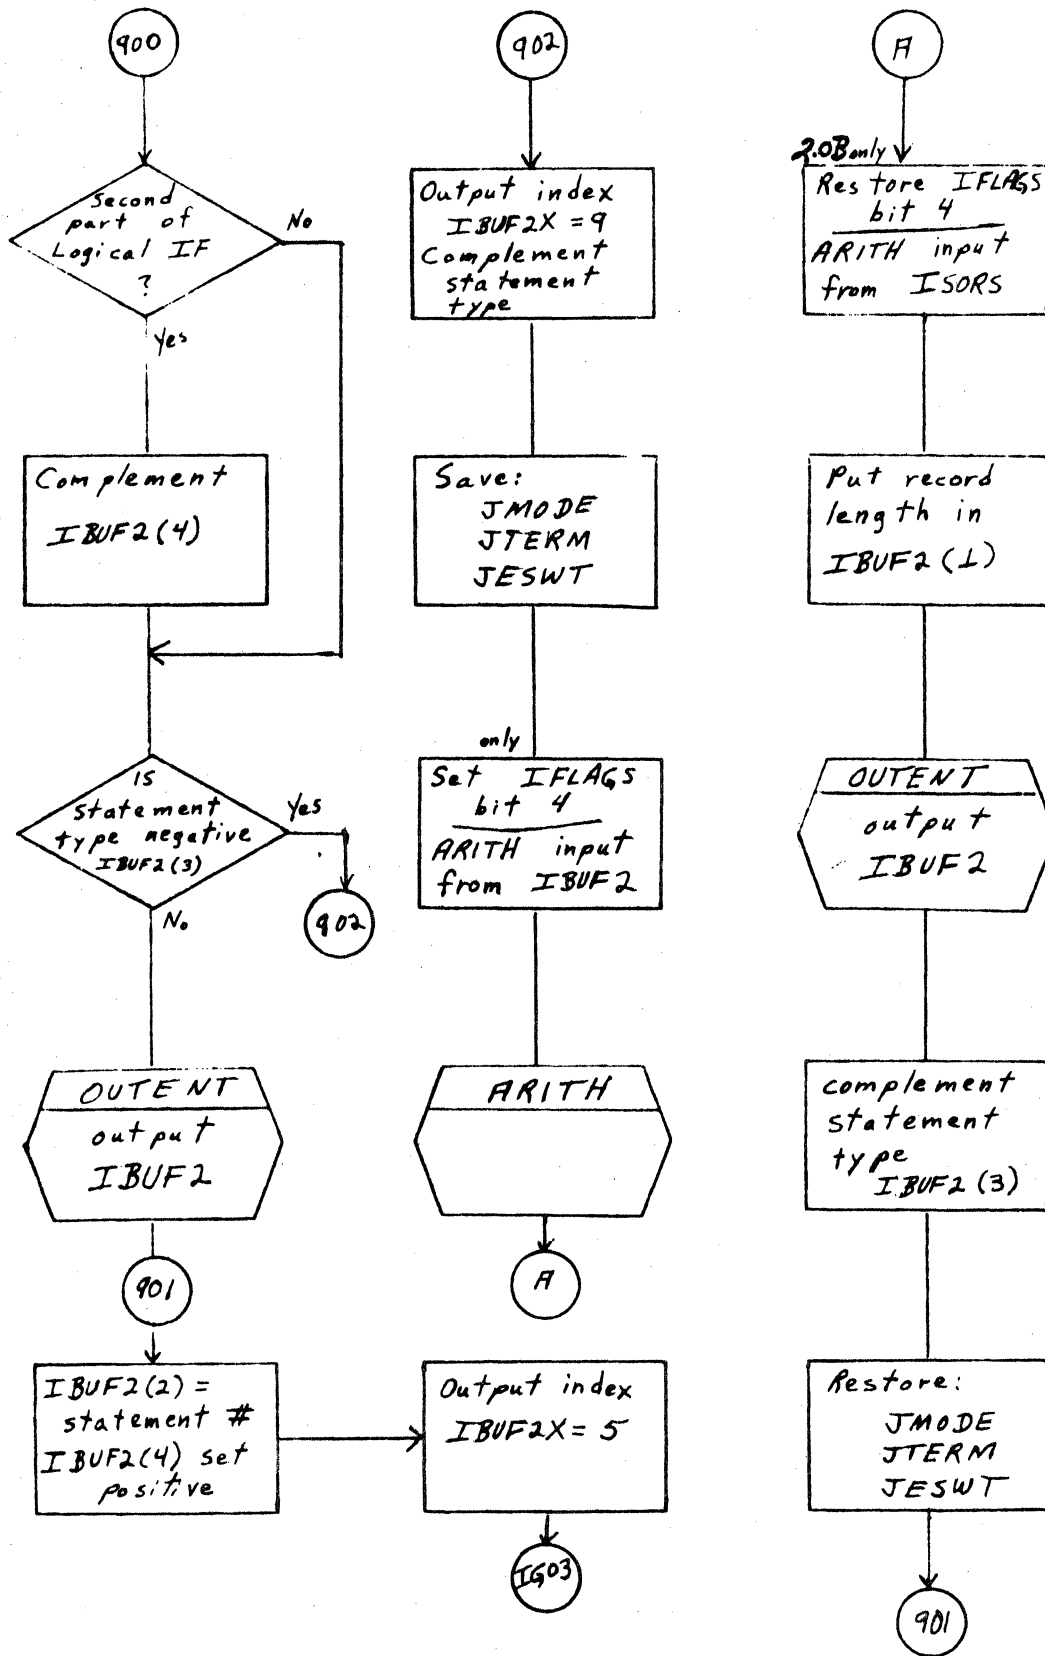 900
Second
part of
Logical IF
?
No
Yes
Complement
IBUF2(4)
IS
Statement
type negative
IBUF2(3)
Yes
902
No
OUTENT
output
IBUF2
901
IBUF2(2) =
statement #
IBUF2(4) set
positive
902
Output index
IBUF2X = 9
Complement
statement
type
Save:
JMODE
JTERM
JESWT
only
Set IFLAGS
bit 4
ARITH input
from IBUF2
ARITH
A
Output index
IBUF2X = 5
IG03
A
2.0B only
Restore IFLAGS
bit 4
ARITH input
from ISORS
Put record
length in
IBUF2(1)
OUTENT
output
IBUF2
complement
statement
type
IBUF2(3)
Restore:
JMODE
JTERM
JESWT
901